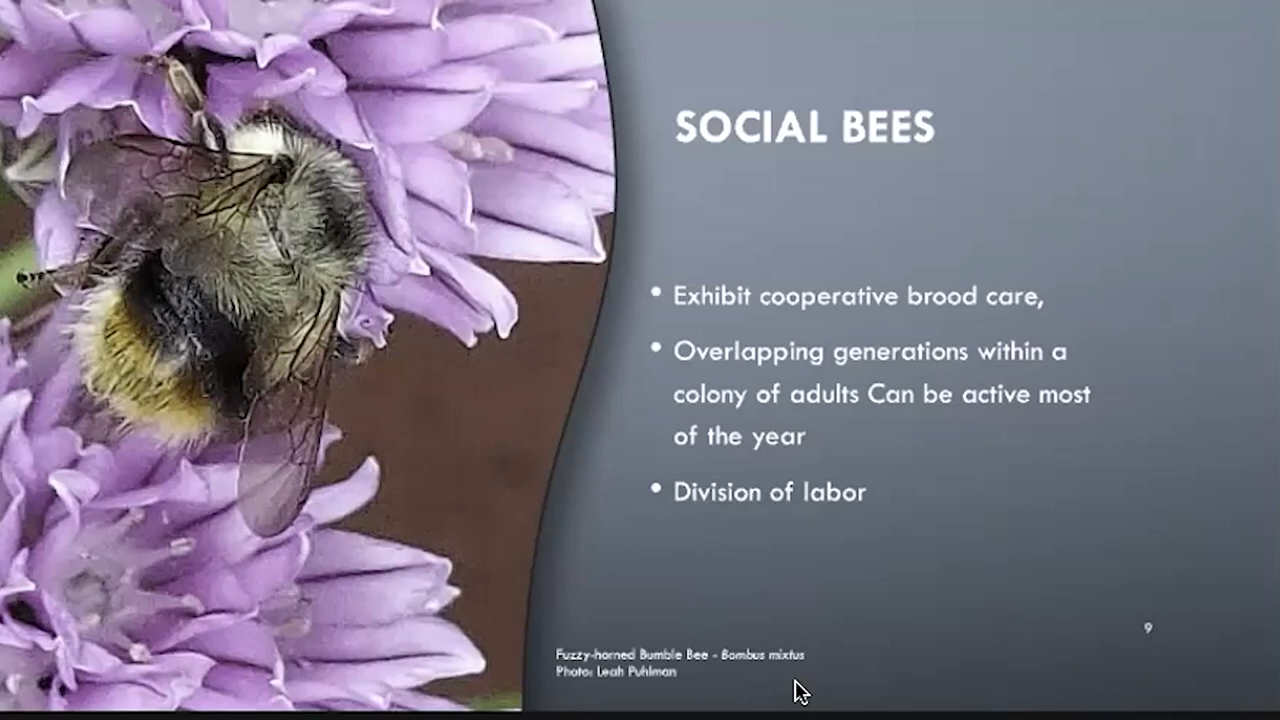 SOCIAL BEES
• Exhibit cooperative brood care,
• Overlapping generations within a
colony of adults Can be active most
of the year
• Division of labor
9
Fuzzy-horned Bumble Bee - Bombus mixtus
Photo: Leah Puhlman